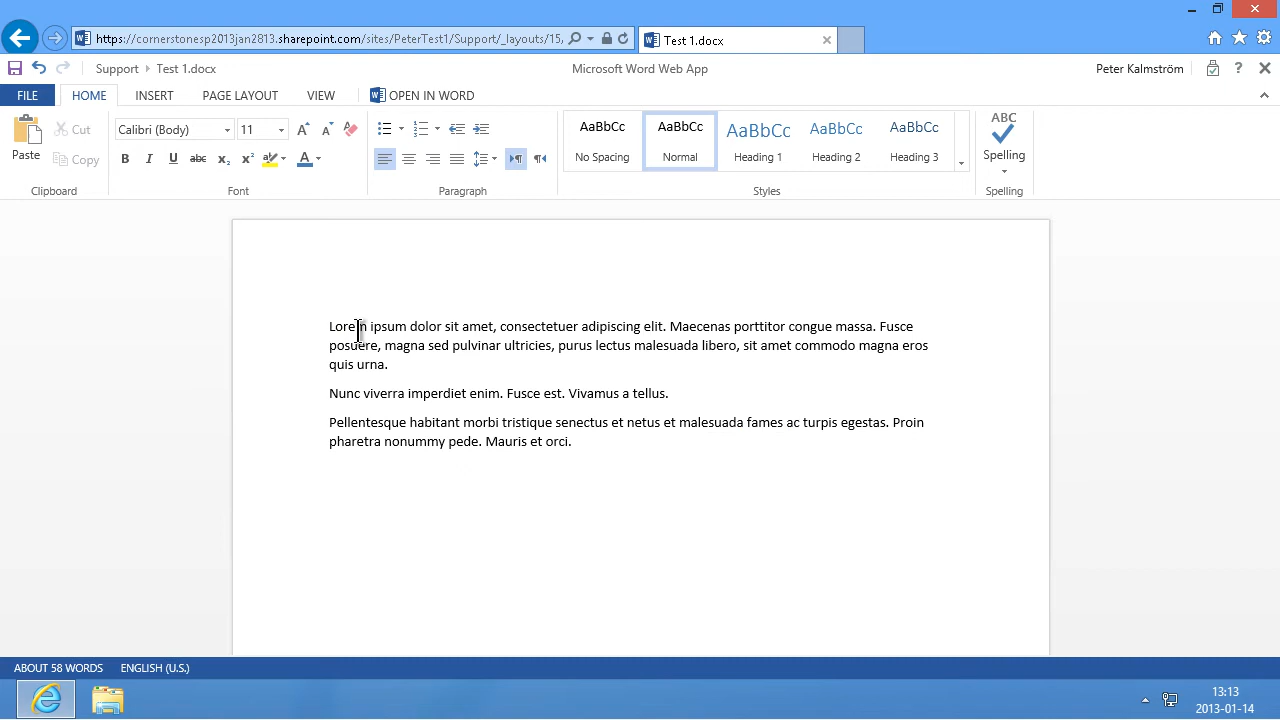 https://cornerstonesp2013jan2813.sharepoint.com/sites/PeterTest1/Support/_layouts/15,
Test 1.docx
Support Test 1.docx
Microsoft Word Web App
Peter Kalmström
?
FILE HOME INSERT PAGE LAYOUT VIEW OPEN IN WORD
Paste
Cut
Copy
Clipboard
Calibri (Body) 11
B I U abc X₂ X²
Font
Paragraph
AaBbCc AaBbCc AaBbCc AaBbCc AaBbCc
No Spacing Normal Heading 1 Heading 2 Heading 3
Styles
ABC
Spelling
Spelling
Lorem ipsum dolor sit amet, consectetuer adipiscing elit. Maecenas porttitor congue massa. Fusce
posuere, magna sed pulvinar ultricies, purus lectus malesuada libero, sit amet commodo magna eros
quis urna.
Nunc viverra imperdiet enim. Fusce est. Vivamus a tellus.
Pellentesque habitant morbi tristique senectus et netus et malesuada fames ac turpis egestas. Proin
pharetra nonummy pede. Mauris et orci.
ABOUT 58 WORDS ENGLISH (U.S.)
13:13
2013-01-14